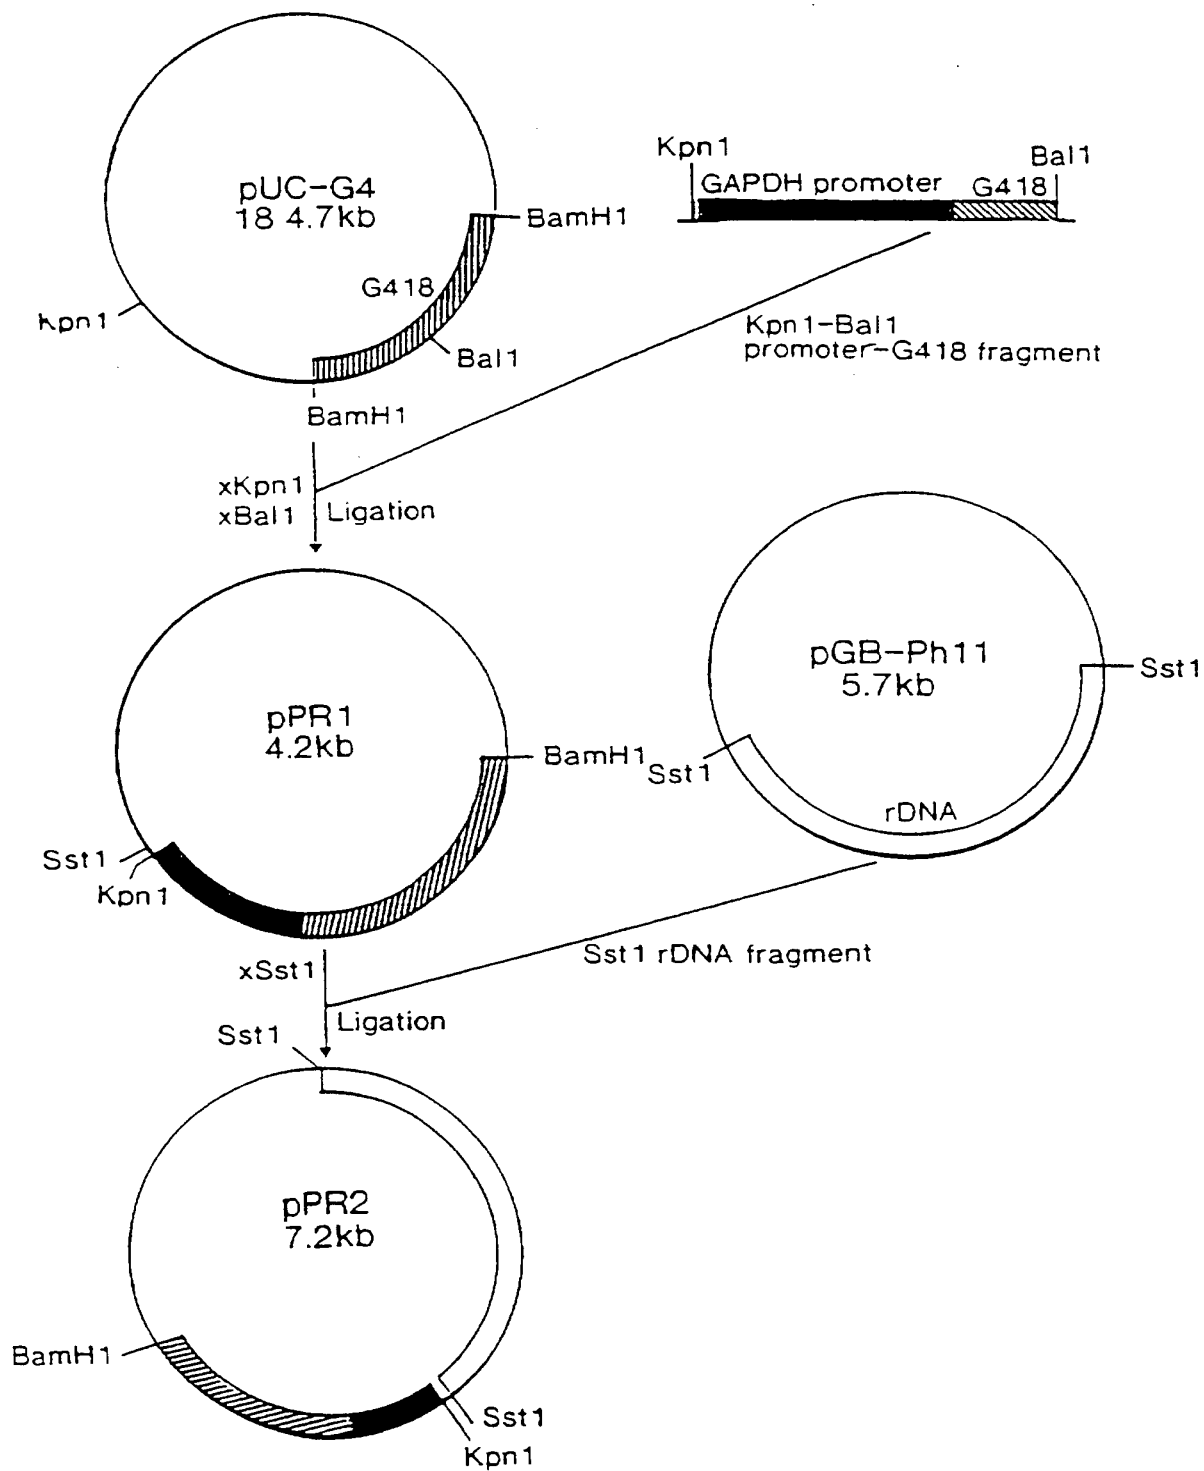 pUC-G4
18 4.7kb
BamH1
G418
Kpn1
Bal1
BamH1
Kpn1
Bal1
GAPDH promoter
G418
Kpn1-Bal1
promoter-G418 fragment
xKpn1
xBal1
Ligation
pPR1
4.2kb
BamH1
Sst1
Kpn1
pGB-Ph11
5.7kb
Sst1
Sst1
rDNA
xSst1
Sst1 rDNA fragment
Ligation
Sst1
pPR2
7.2kb
BamH1
Sst1
Kpn1